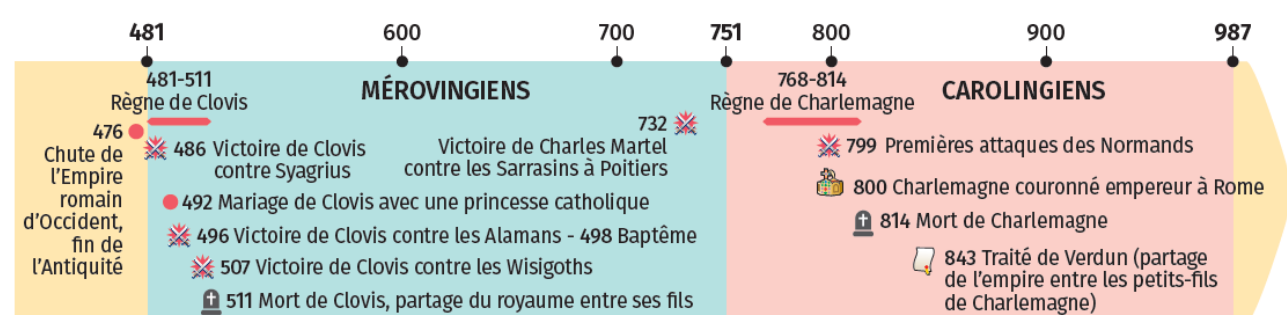 481 600 700 751 800 900 987
481-511
Règne de Clovis
MÉROVINGIENS
768-814
Règne de Charlemagne
CAROLINGIENS
476
Chute de
l'Empire
romain
d'Occident,
fin de
l'Antiquité
486 Victoire de Clovis
contre Syagrius
732
Victoire de Charles Martel
contre les Sarrasins à Poitiers
492 Mariage de Clovis avec une princesse catholique
496 Victoire de Clovis contre les Alamans - 498 Baptême
507 Victoire de Clovis contre les Wisigoths
511 Mort de Clovis, partage du royaume entre ses fils
799 Premières attaques des Normands
800 Charlemagne couronné empereur à Rome
814 Mort de Charlemagne
843 Traité de Verdun (partage
de l'empire entre les petits-fils
de Charlemagne)